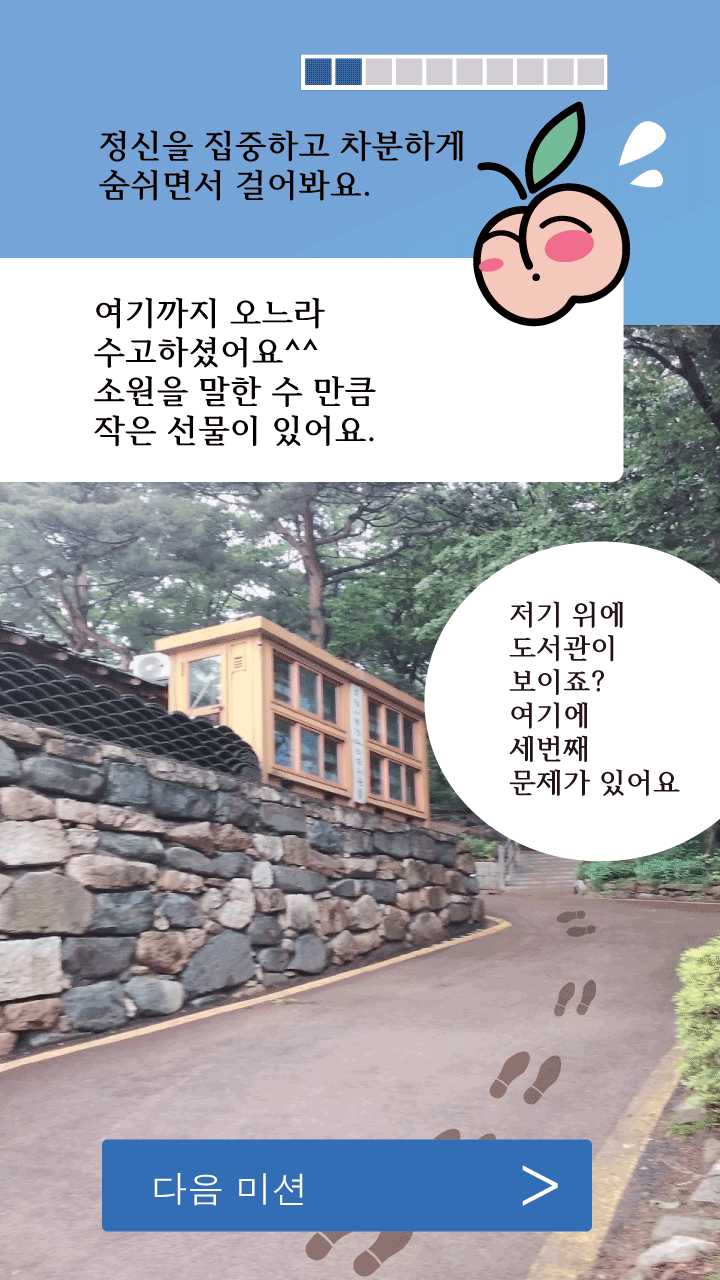 정신을 집중하고 차분하게
숨쉬면서 걸어봐요.
여기까지 오느라
수고하셨어요^^
소원을 말한 수 만큼
작은 선물이 있어요.
저기 위에
도서관이
보이죠?
여기에
세번째
문제가 있어요
다음 미션 >